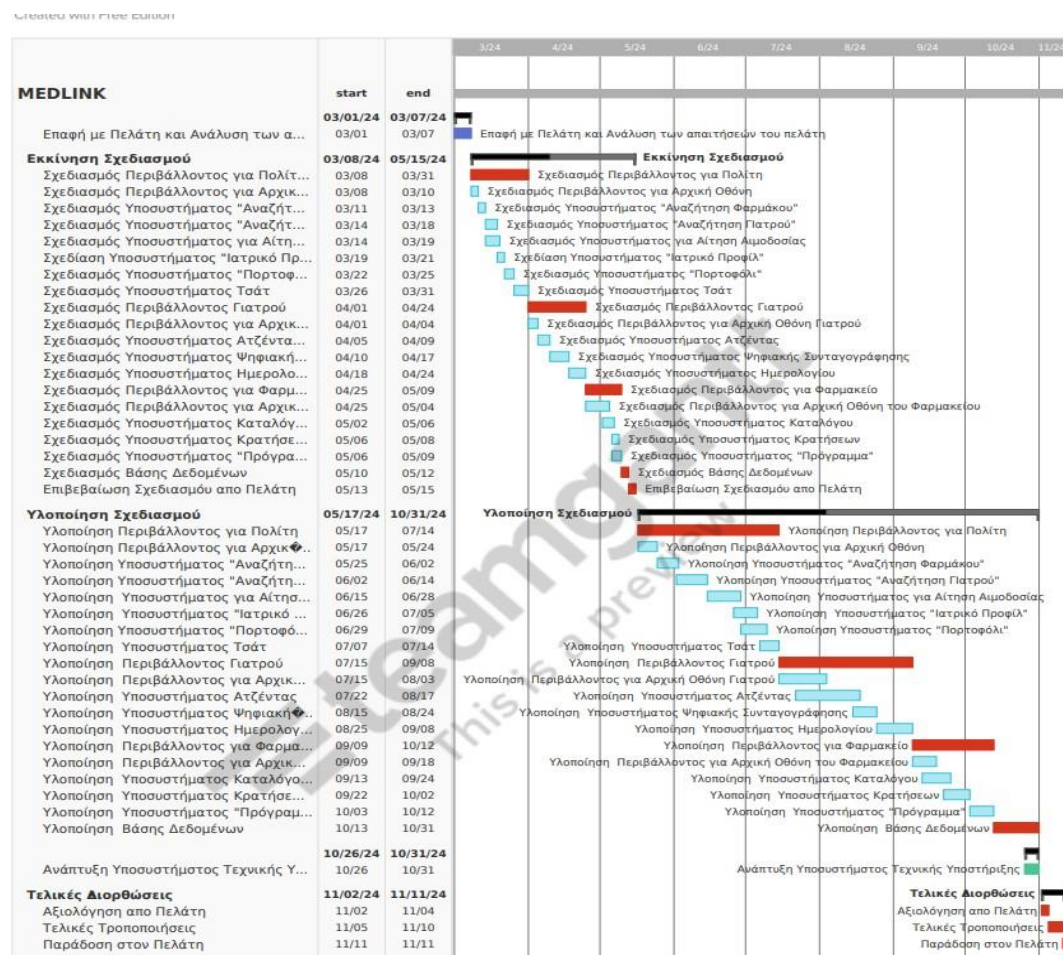 Created with Free Edition
3/24 4/24 5/24 6/24 7/24 8/24 9/24 10/24 11/24
MEDLINK start end
03/01/24 03/07/24
Επαφή με Πελάτη και Ανάλυση των α... 03/01 03/07 Επαφή με Πελάτη και Ανάλυση των απαιτήσεών του πελάτη
Εκκίνηση Σχεδιασμού 03/08/24 05/15/24 Εκκίνηση Σχεδιασμού
Σχεδιασμός Περιβάλλοντος για Πολίτ... 03/08 03/31 Σχεδιασμός Περιβάλλοντος για Πολίτη
Σχεδιασμός Περιβάλλοντος για Αρχικ... 03/08 03/10 Σχεδιασμός Περιβάλλοντος για Αρχική Οθόνη
Σχεδιασμός Υποσυστήματος "Αναζήτ... 03/11 03/13 Σχεδιασμός Υποσυστήματος "Αναζήτηση Φαρμάκου"
Σχεδιασμός Υποσυστήματος "Αναζήτ... 03/14 03/18 Σχεδιασμός Υποσυστήματος "Αναζήτηση Γιατρού"
Σχεδιασμός Υποσυστήματος για Αίτη... 03/14 03/19 Σχεδιασμός Υποσυστήματος για Αίτηση Αιμοδοσίας
Σχεδίαση Υποσυστήματος "Ιατρικό Πρ... 03/19 03/21 Σχεδίαση Υποσυστήματος "Ιατρικό Προφίλ"
Σχεδιασμός Υποσυστήματος "Πορτοφ... 03/22 03/25 Σχεδιασμός Υποσυστήματος "Πορτοφόλι"
Σχεδιασμός Υποσυστήματος Τσάτ 03/26 03/31 Σχεδιασμός Υποσυστήματος Τσάτ
Σχεδιασμός Περιβάλλοντος Γιατρού 04/01 04/24 Σχεδιασμός Περιβάλλοντος Γιατρού
Σχεδιασμός Περιβάλλοντος για Αρχικ... 04/01 04/04 Σχεδιασμός Περιβάλλοντος για Αρχική Οθόνη Γιατρού
Σχεδιασμός Υποσυστήματος Ατζέντα... 04/05 04/09 Σχεδιασμός Υποσυστήματος Ατζέντας
Σχεδιασμός Υποσυστήματος Ψηφιακή... 04/10 04/17 Σχεδιασμός Υποσυστήματος Ψηφιακής Συνταγογράφησης
Σχεδιασμός Υποσυστήματος Ημερολο... 04/18 04/24 Σχεδιασμός Υποσυστήματος Ημερολογίου
Σχεδιασμός Περιβάλλοντος για Φαρμ... 04/25 05/09 Σχεδιασμός Περιβάλλοντος για Φαρμακείο
Σχεδιασμός Περιβάλλοντος για Αρχικ... 04/25 05/04 Σχεδιασμός Περιβάλλοντος για Αρχική Οθόνη του Φαρμακείου
Σχεδιασμός Υποσυστήματος Καταλόγ... 05/02 05/06 Σχεδιασμός Υποσυστήματος Καταλόγου
Σχεδιασμός Υποσυστήματος Κρατήσε... 05/06 05/08 Σχεδιασμός Υποσυστήματος Κρατήσεων
Σχεδιασμός Υποσυστήματος "Πρόγρα... 05/06 05/09 Σχεδιασμός Υποσυστήματος "Πρόγραμμα"
Σχεδιασμός Βάσης Δεδομένων 05/10 05/12 Σχεδιασμός Βάσης Δεδομένων
Επιβεβαίωση Σχεδιασμόυ απο Πελάτη 05/13 05/15 Επιβεβαίωση Σχεδιασμόυ απο Πελάτη
Υλοποίηση Σχεδιασμού 05/17/24 10/31/24 Υλοποίηση Σχεδιασμού
Υλοποίηση Περιβάλλοντος για Πολίτη 05/17 07/14 Υλοποίηση Περιβάλλοντος για Πολίτη
Υλοποίηση Περιβάλλοντος για Αρχικ�.. 05/17 05/24 Υλοποίηση Περιβάλλοντος για Αρχική Οθόνη
Υλοποίηση Υποσυστήματος "Αναζήτη... 05/25 06/02 Υλοποίηση Υποσυστήματος "Αναζήτηση Φαρμάκου"
Υλοποίηση Υποσυστήματος "Αναζήτη... 06/02 06/14 Υλοποίηση Υποσυστήματος "Αναζήτηση Γιατρού"
Υλοποίηση Υποσυστήματος για Αίτησ... 06/15 06/28 Υλοποίηση Υποσυστήματος για Αίτηση Αιμοδοσίας
Υλοποίηση Υποσυστήματος "Ιατρικό ... 06/26 07/05 Υλοποίηση Υποσυστήματος "Ιατρικό Προφίλ"
Υλοποίηση Υποσυστήματος "Πορτοφό... 06/29 07/09 Υλοποίηση Υποσυστήματος "Πορτοφόλι"
Υλοποίηση Υποσυστήματος Τσάτ 07/07 07/14 Υλοποίηση Υποσυστήματος Τσάτ
Υλοποίηση Περιβάλλοντος Γιατρού 07/15 09/08 Υλοποίηση Περιβάλλοντος Γιατρού
Υλοποίηση Περιβάλλοντος για Αρχικ... 07/15 08/03 Υλοποίηση Περιβάλλοντος για Αρχική Οθόνη Γιατρού
Υλοποίηση Υποσυστήματος Ατζέντας 07/22 08/17 Υλοποίηση Υποσυστήματος Ατζέντας
Υλοποίηση Υποσυστήματος Ψηφιακή�.. 08/15 08/24 Υλοποίηση Υποσυστήματος Ψηφιακής Συνταγογράφησης
Υλοποίηση Υποσυστήματος Ημερολογ... 08/25 09/08 Υλοποίηση Υποσυστήματος Ημερολογίου
Υλοποίηση Περιβάλλοντος για Φαρμα... 09/09 10/12 Υλοποίηση Περιβάλλοντος για Φαρμακείο
Υλοποίηση Περιβάλλοντος για Αρχικ... 09/09 09/18 Υλοποίηση Περιβάλλοντος για Αρχική Οθόνη του Φαρμακείου
Υλοποίηση Υποσυστήματος Καταλόγο... 09/13 09/24 Υλοποίηση Υποσυστήματος Καταλόγου
Υλοποίηση Υποσυστήματος Κρατήσε... 09/22 10/02 Υλοποίηση Υποσυστήματος Κρατήσεων
Υλοποίηση Υποσυστήματος "Πρόγραμ... 10/03 10/12 Υλοποίηση Υποσυστήματος "Πρόγραμμα"
Υλοποίηση Βάσης Δεδομένων 10/13 10/31 Υλοποίηση Βάσης Δεδομένων
10/26/24 10/31/24
Ανάπτυξη Υποσυστήμστος Τεχνικής Υ... 10/26 10/31 Ανάπτυξη Υποσυστήμστος Τεχνικής Υποστήριξης
Τελικές Διορθώσεις 11/02/24 11/11/24 Τελικές Διορθώσεις
Αξιολόγηση απο Πελάτη 11/02 11/04 Αξιολόγηση απο Πελάτη
Τελικές Τροποποιήσεις 11/05 11/10 Τελικές Τροποποιήσεις
Παράδοση στον Πελάτη 11/11 11/11 Παράδοση στον Πελάτη
teamgantt
This is a preview